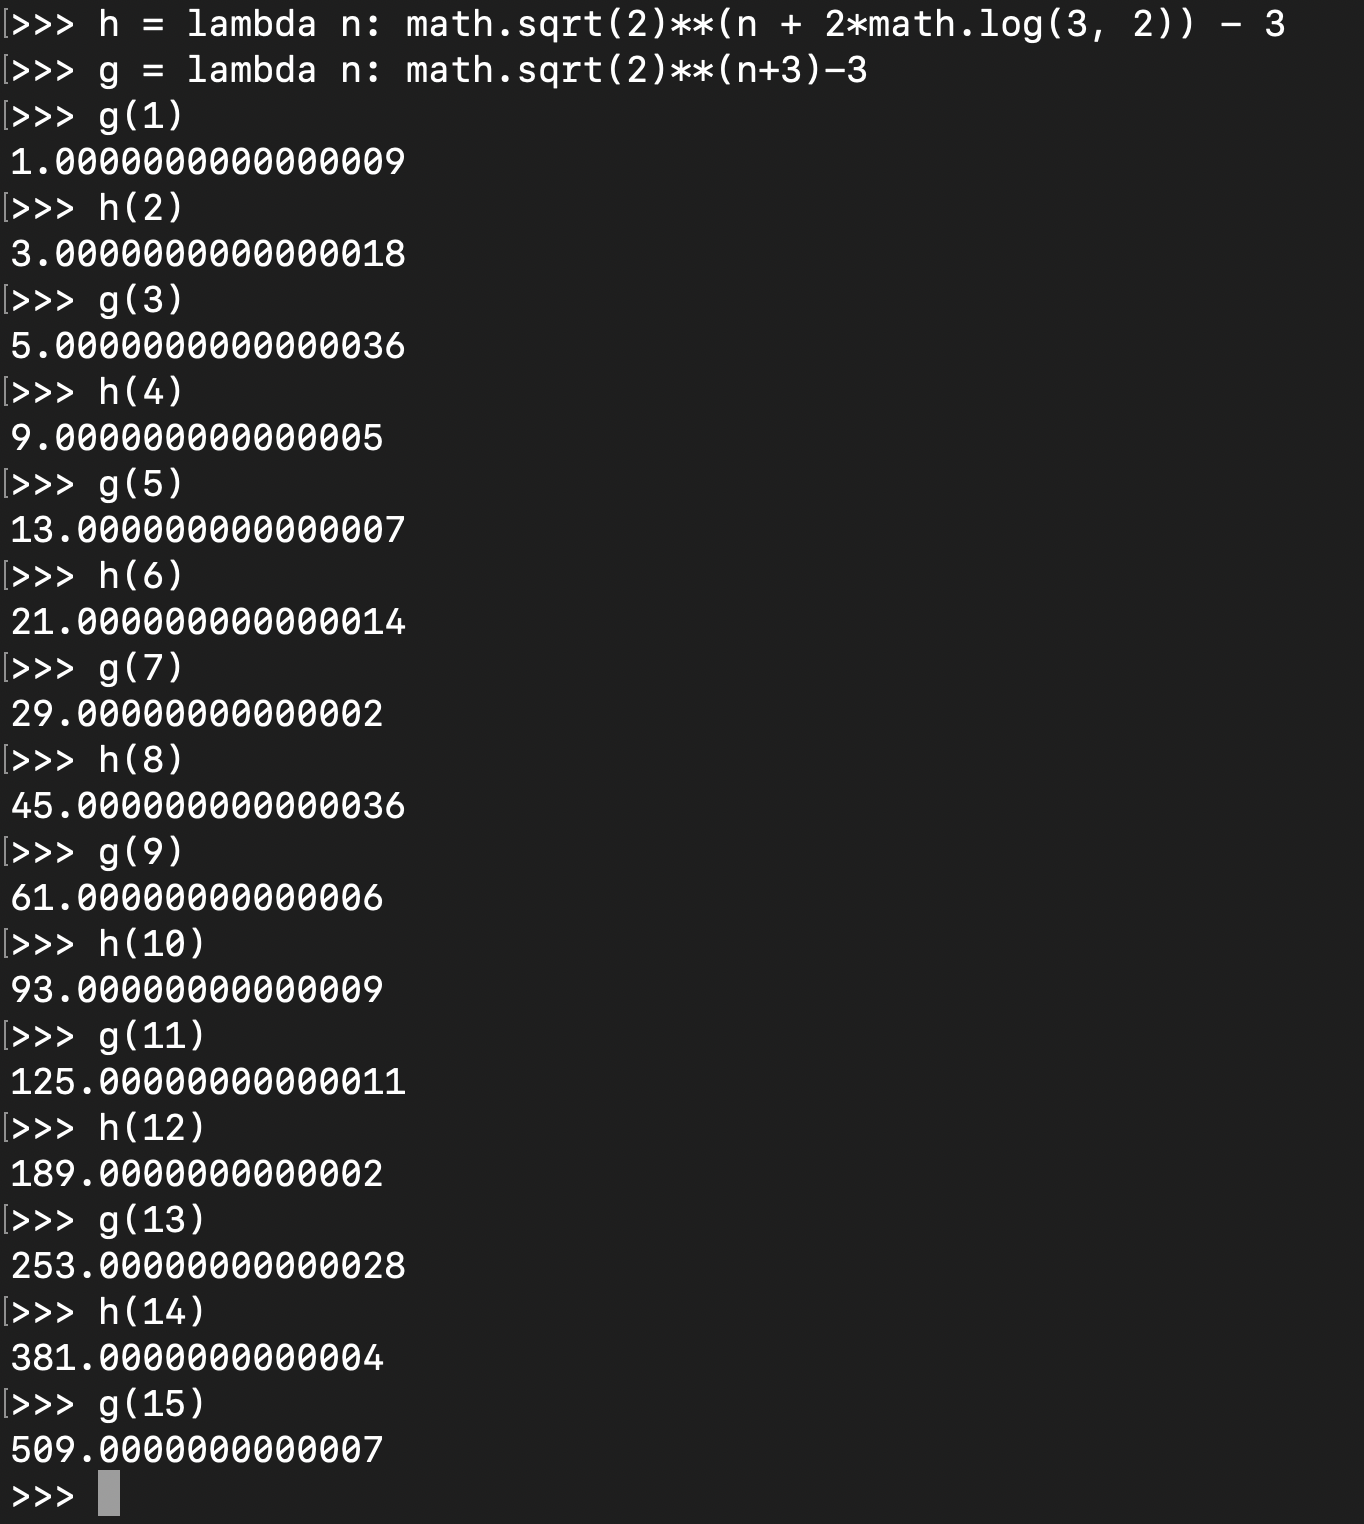 [>>> h = lambda n: math.sqrt(2)**(n + 2*math.log(3, 2)) - 3
[>>> g = lambda n: math.sqrt(2)**(n+3)-3
[>>> g(1)
1.0000000000000009
[>>> h(2)
3.0000000000000018
[>>> g(3)
5.0000000000000036
[>>> h(4)
9.000000000000005
[>>> g(5)
13.000000000000007
[>>> h(6)
21.000000000000014
[>>> g(7)
29.00000000000002
[>>> h(8)
45.000000000000036
[>>> g(9)
61.00000000000006
[>>> h(10)
93.00000000000009
[>>> g(11)
125.00000000000011
[>>> h(12)
189.0000000000002
[>>> g(13)
253.00000000000028
[>>> h(14)
381.0000000000004
[>>> g(15)
509.0000000000007
>>>